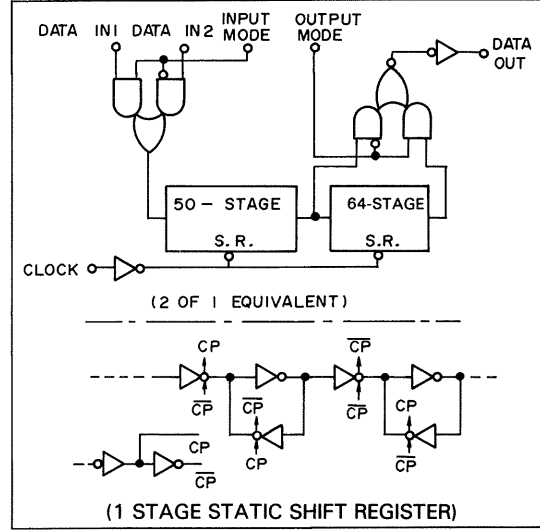 DATA IN1 DATA IN2 INPUT MODE OUTPUT MODE
DATA OUT
50 – STAGE S.R.
64-STAGE S.R.
CLOCK
(2 OF 1 EQUIVALENT)
CP CP̅
CP̅ CP
CP̅ CP̅
CP CP̅
CP
CP̅
(1 STAGE STATIC SHIFT REGISTER)